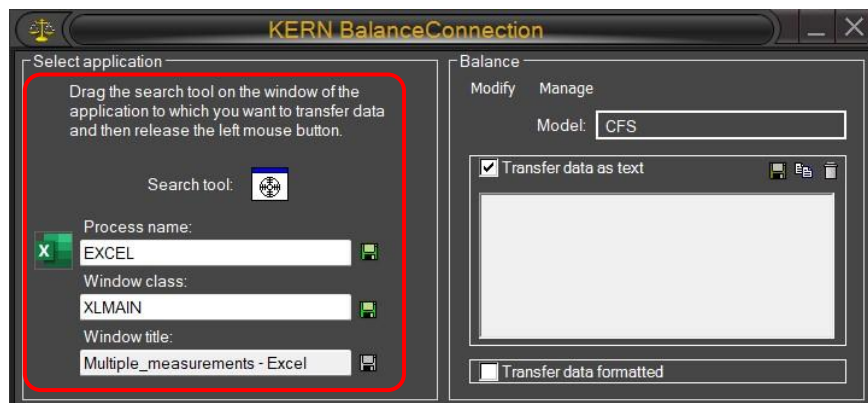 KERN BalanceConnection
Select application
Drag the search tool on the window of the
application to which you want to transfer data
and then release the left mouse button.
Search tool:
Process name:
EXCEL
Window class:
XLMAIN
Window title:
Multiple_measurements - Excel
Balance
Modify Manage
Model: CFS
Transfer data as text
Transfer data formatted